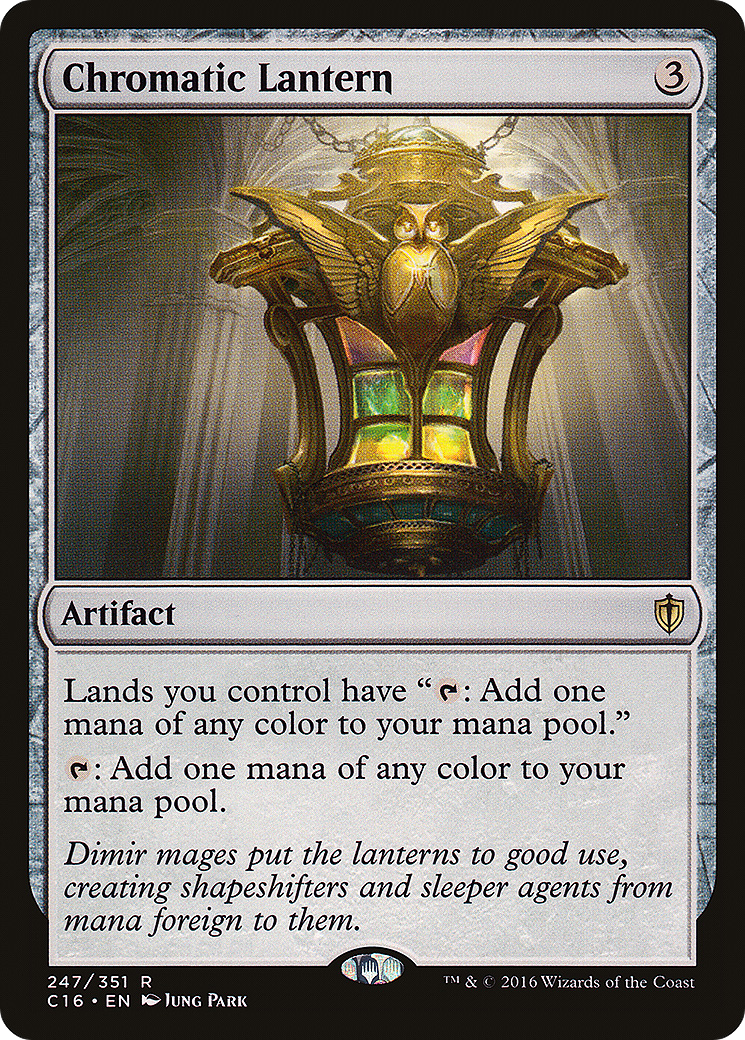 Chromatic Lantern 3
Artifact
Lands you control have “: Add one
mana of any color to your mana pool.”
: Add one mana of any color to your
mana pool.
Dimir mages put the lanterns to good use,
creating shapeshifters and sleeper agents from
mana foreign to them.
247/351 R
™ & © 2016 Wizards of the Coast
C16 • EN Jung Park